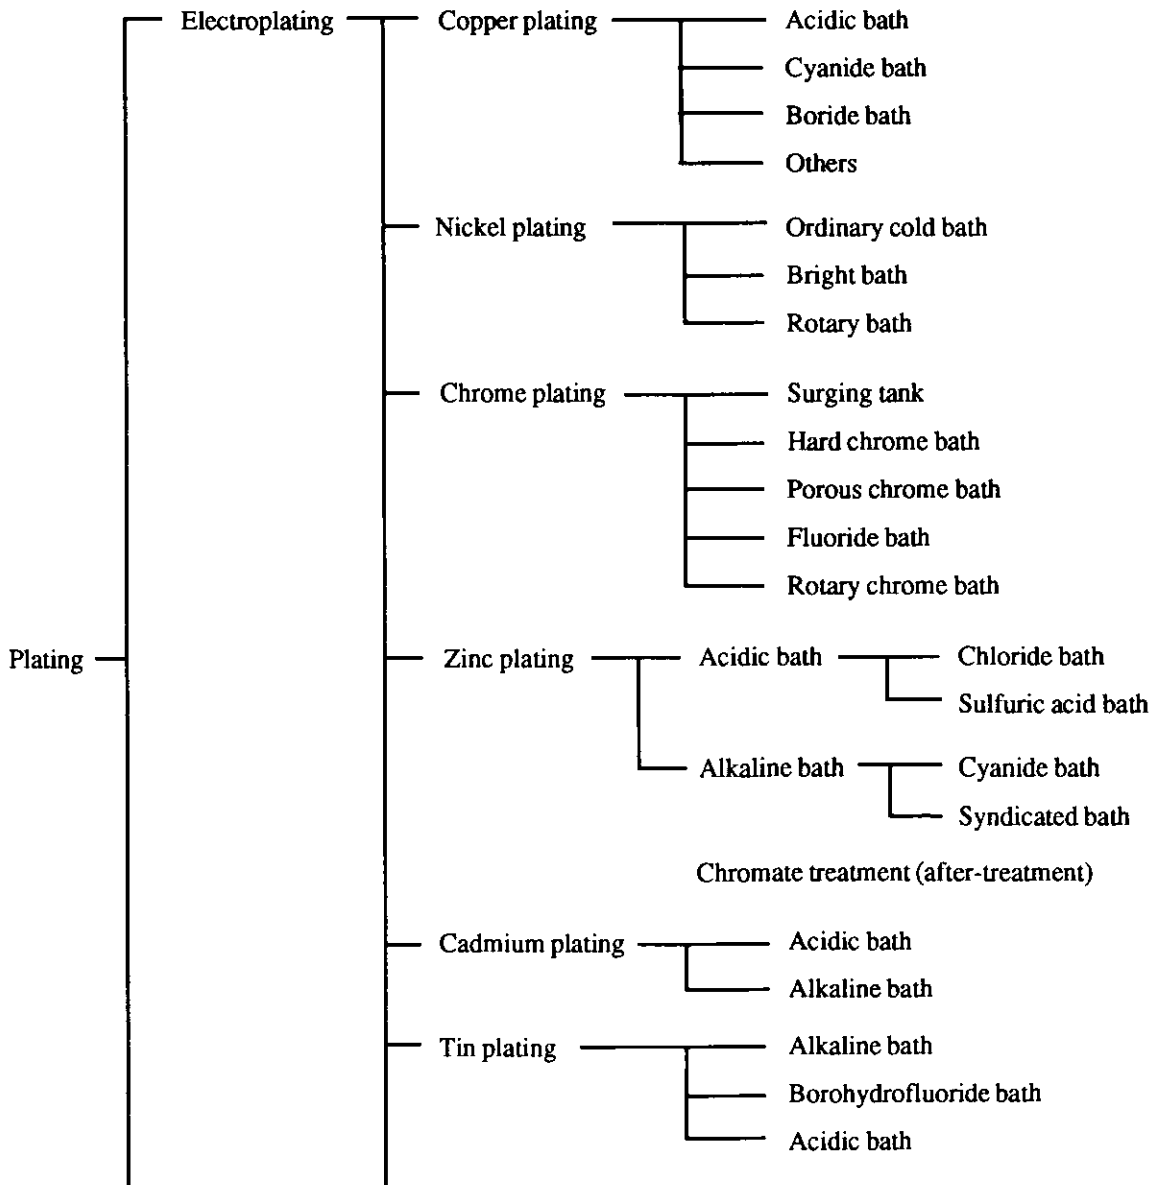 Electroplating
Copper plating
Acidic bath
Cyanide bath
Boride bath
Others
Nickel plating
Ordinary cold bath
Bright bath
Rotary bath
Chrome plating
Surging tank
Hard chrome bath
Porous chrome bath
Fluoride bath
Rotary chrome bath
Plating
Zinc plating
Acidic bath
Chloride bath
Sulfuric acid bath
Alkaline bath
Cyanide bath
Syndicated bath
Chromate treatment (after-treatment)
Cadmium plating
Acidic bath
Alkaline bath
Tin plating
Alkaline bath
Borohydrofluoride bath
Acidic bath